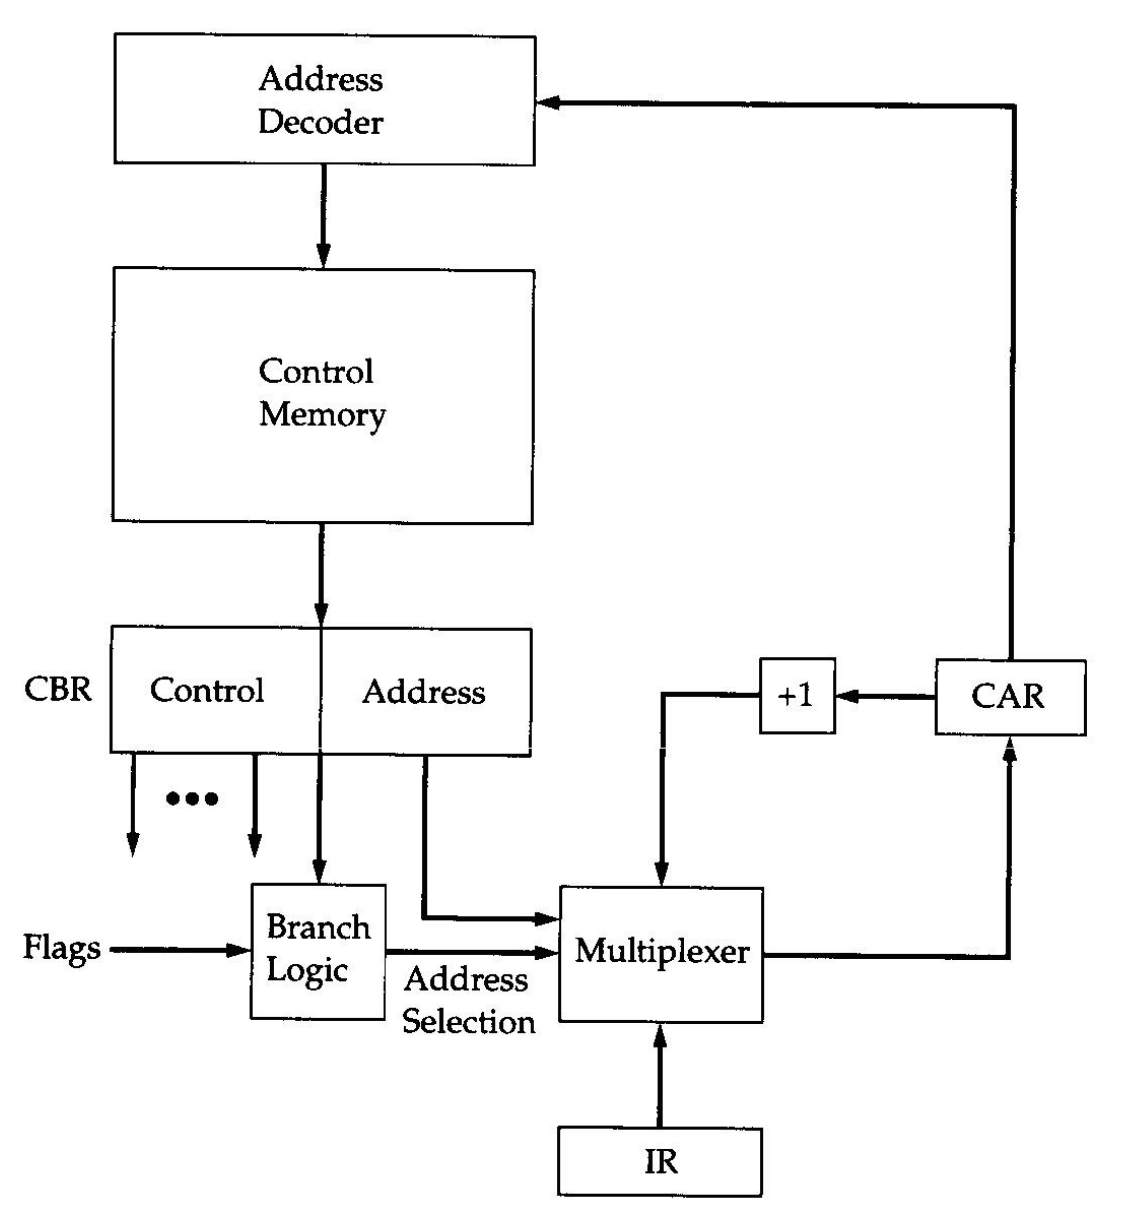 Address
Decoder
Control
Memory
CBR
Control
Address
+1
CAR
Flags
Branch
Logic
Address
Selection
Multiplexer
IR